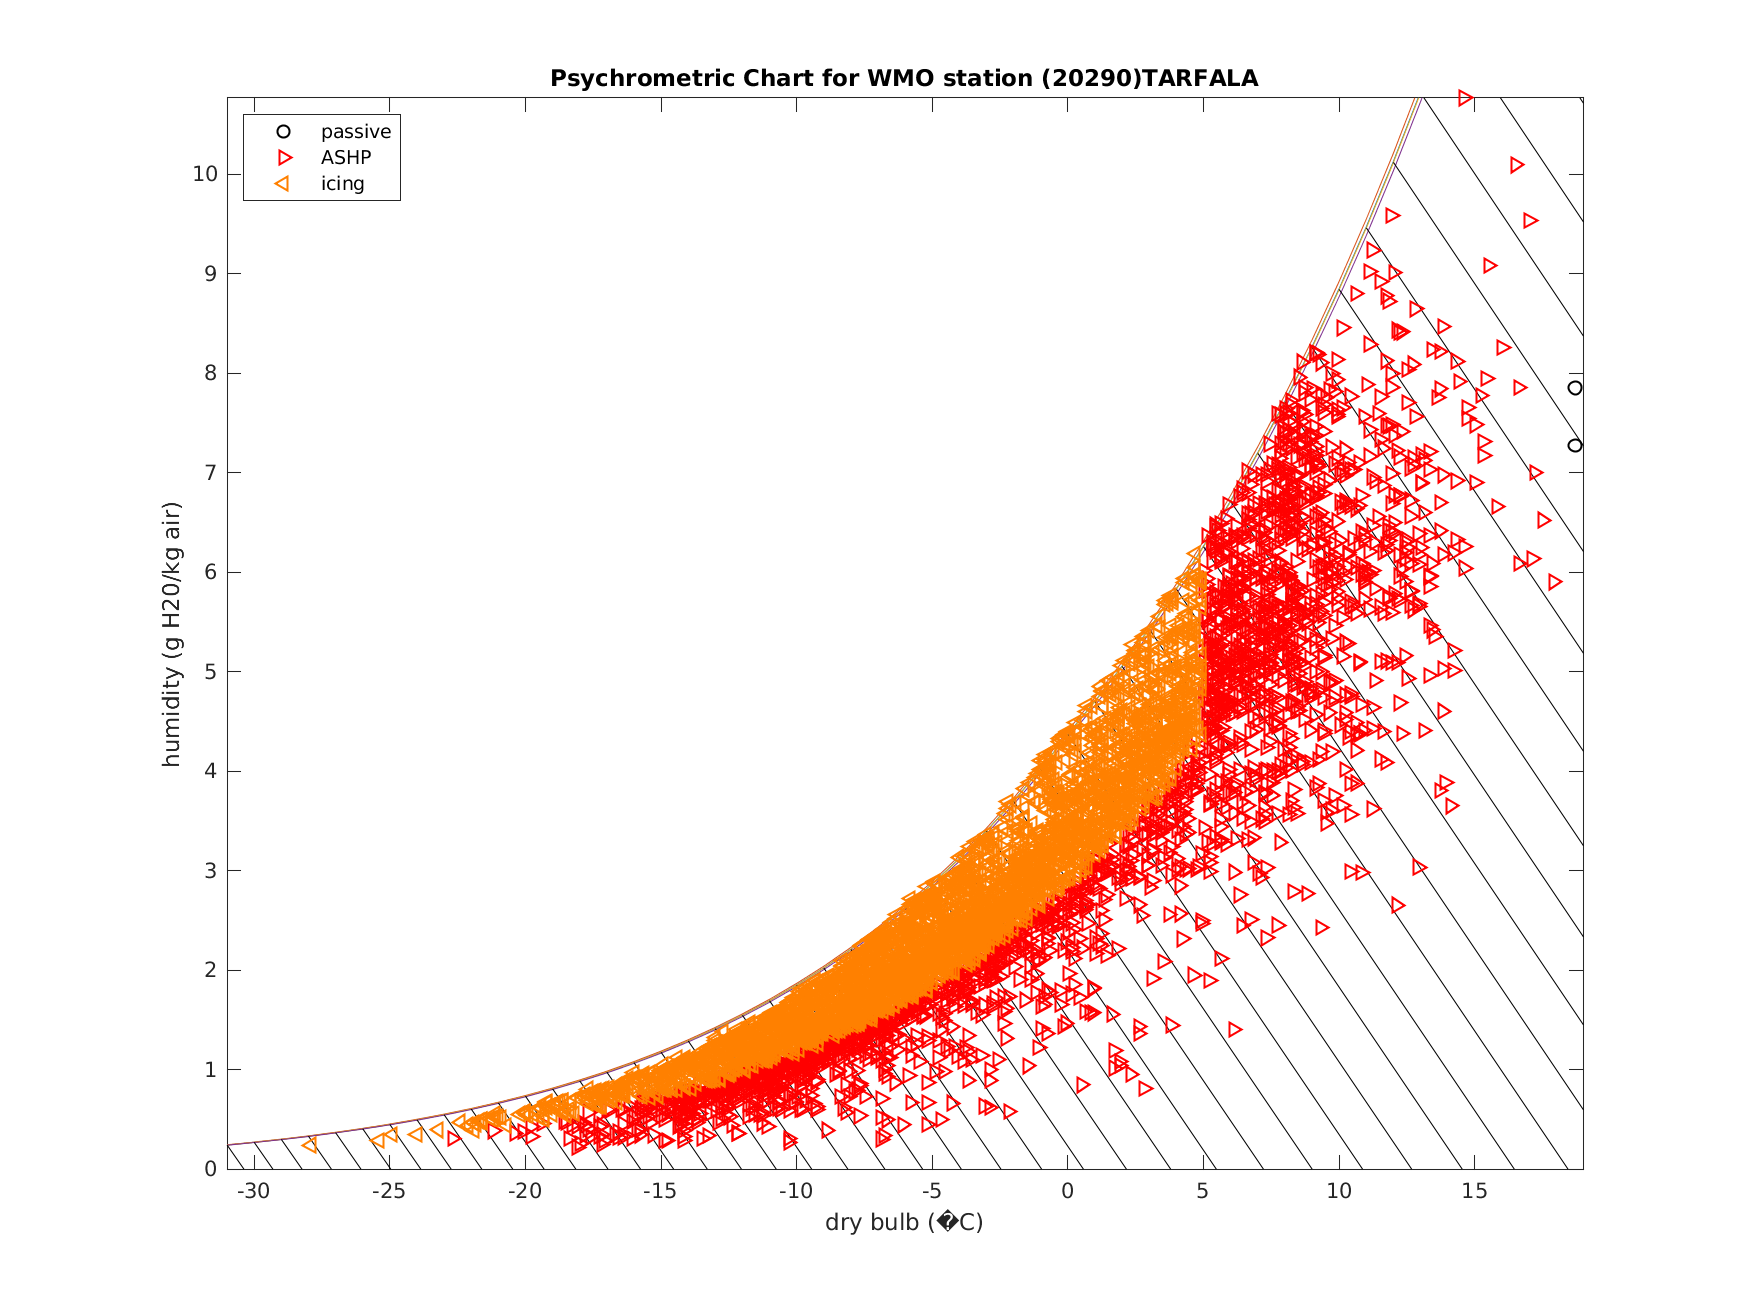 Psychrometric Chart for WMO station (20290)TARFALA
passive
ASHP
icing
10
9
8
7
6
5
4
3
2
1
0
humidity (g H20/kg air)
-30 -25 -20 -15 -10 -5 0 5 10 15
dry bulb (�C)